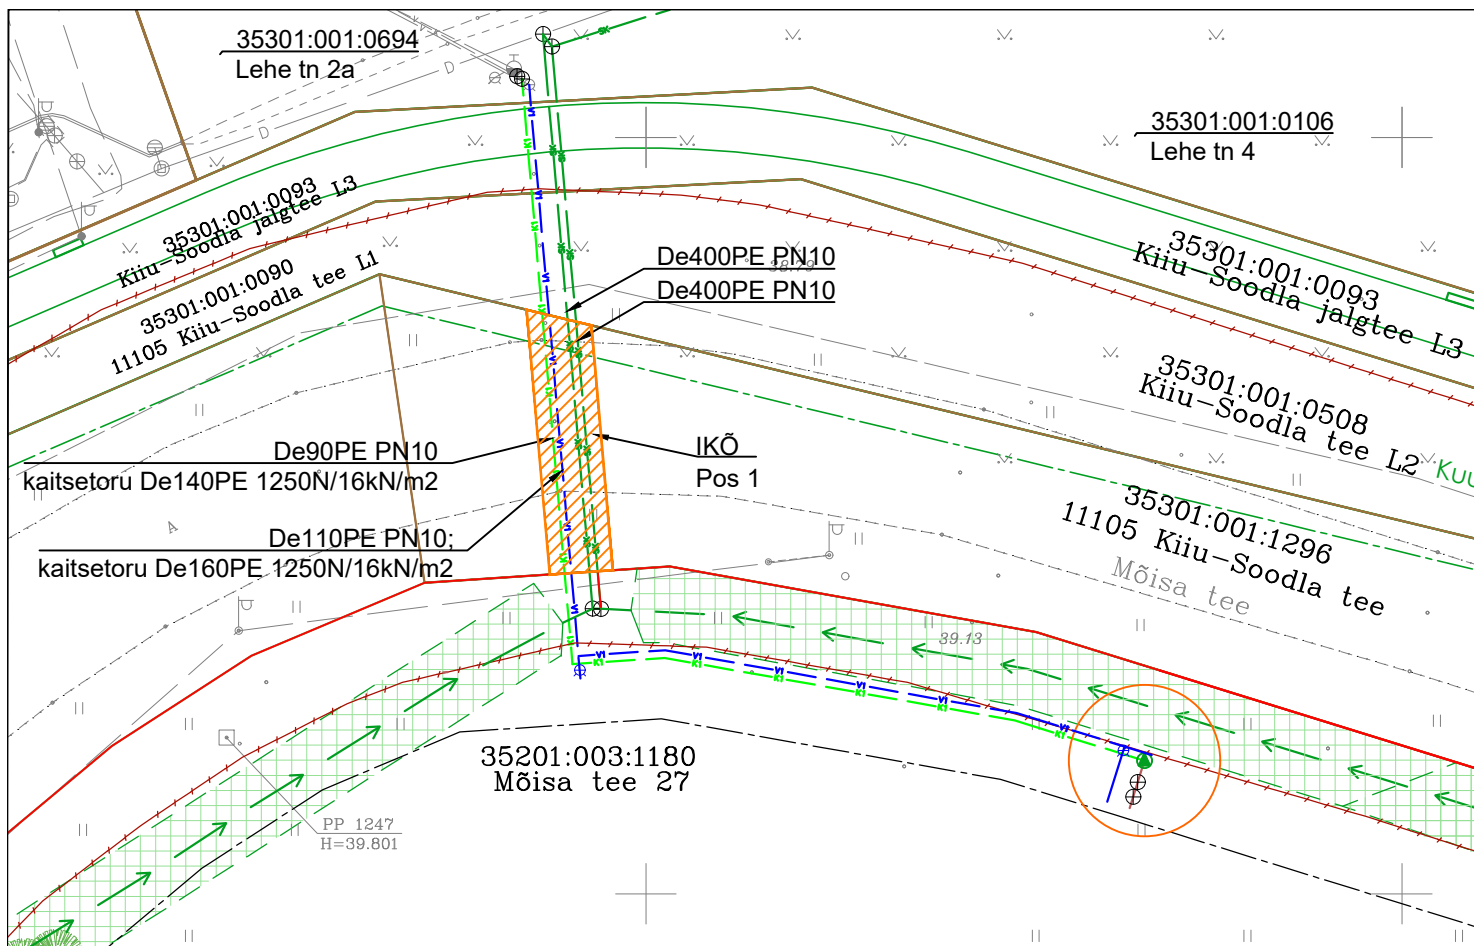 35301:001:0694
Lehe tn 2a
35301:001:0106
Lehe tn 4
35301:001:0093
Kiiu-Soodla jalgtee L3
35301:001:0090
11105 Kiiu-Soodla tee L1
De400PE PN10
38.79
De400PE PN10
35301:001:0093
Kiiu-Soodla jalgtee L3
35301:001:0508
Kiiu-Soodla tee L2
Kuu
De90PE PN10
kaitsetoru De140PE 1250N/16kN/m2
IKÕ
Pos 1
De110PE PN10;
kaitsetoru De160PE 1250N/16kN/m2
35301:001:1296
11105 Kiiu-Soodla tee
Mõisa tee
39.13
35201:003:1180
Mõisa tee 27
PP 1247
H=39.801